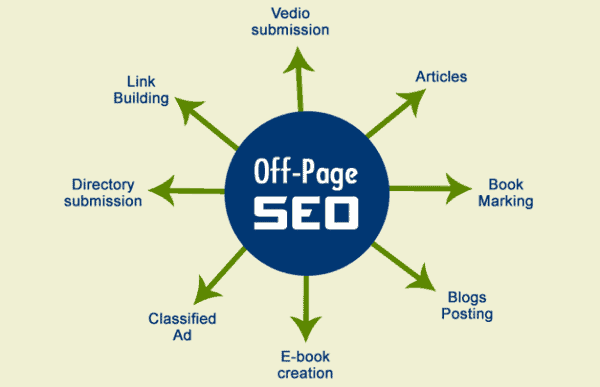 Vedio
submission
Link
Building
Articles
Off-Page
SEO
Directory
submission
Book
Marking
Classified
Ad
Blogs
Posting
E-book
creation